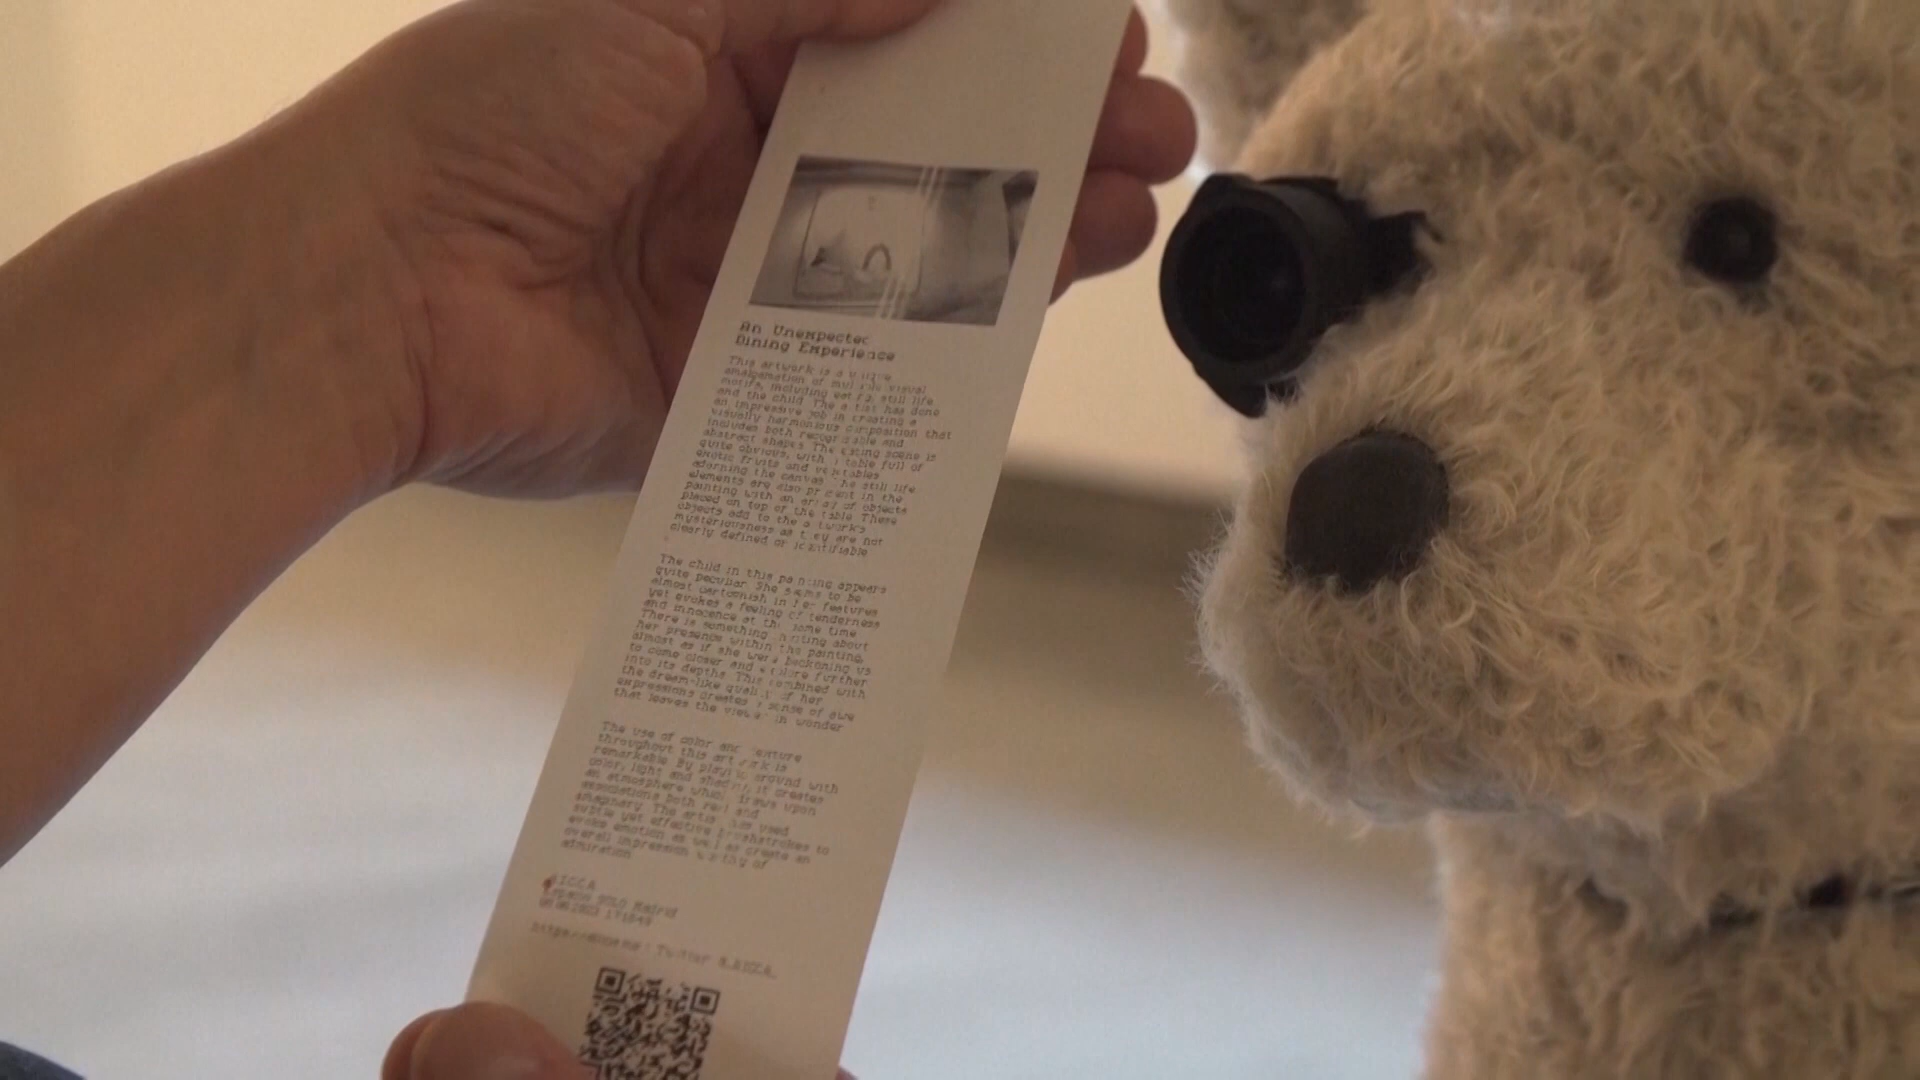 An Unexpected
Dining Experience
This artwork is a unique
amalgamation of multiple visual
motifs, including eating, still life
and the child. The artist has done
an impressive job in creating a
visually harmonious composition that
includes both recognizable and
abstract shapes. The eating scene is
quite obvious, with a table full of
exotic fruits and vegetables
adorning the canvas. The still life
elements are also present in the
painting with an array of objects
placed on top of the table. These
objects add to the artwork's
mysteriousness as they are not
clearly defined or identifiable
The child in this painting appears
quite peculiar. She seems to be
almost cartoonish in her features
yet evokes a feeling of tenderness
and innocence at the same time.
There is something inviting about
her presence within the painting,
almost as if she were beckoning us
to come closer and explore further
into its depths. This combined with
the dream-like quality of her
expressions creates a sense of awe
that leaves the viewer in wonder
The use of color and texture
throughout this artwork is
remarkable. By playing around with
color, light and shadow, it creates
an atmosphere which draws upon
associations both real and
imaginary. The artist has used
subtle yet effective brushstrokes to
evoke emotion as well as create an
overall impression worthy of
admiration
AICCA
SOLO Madrid
Twitter